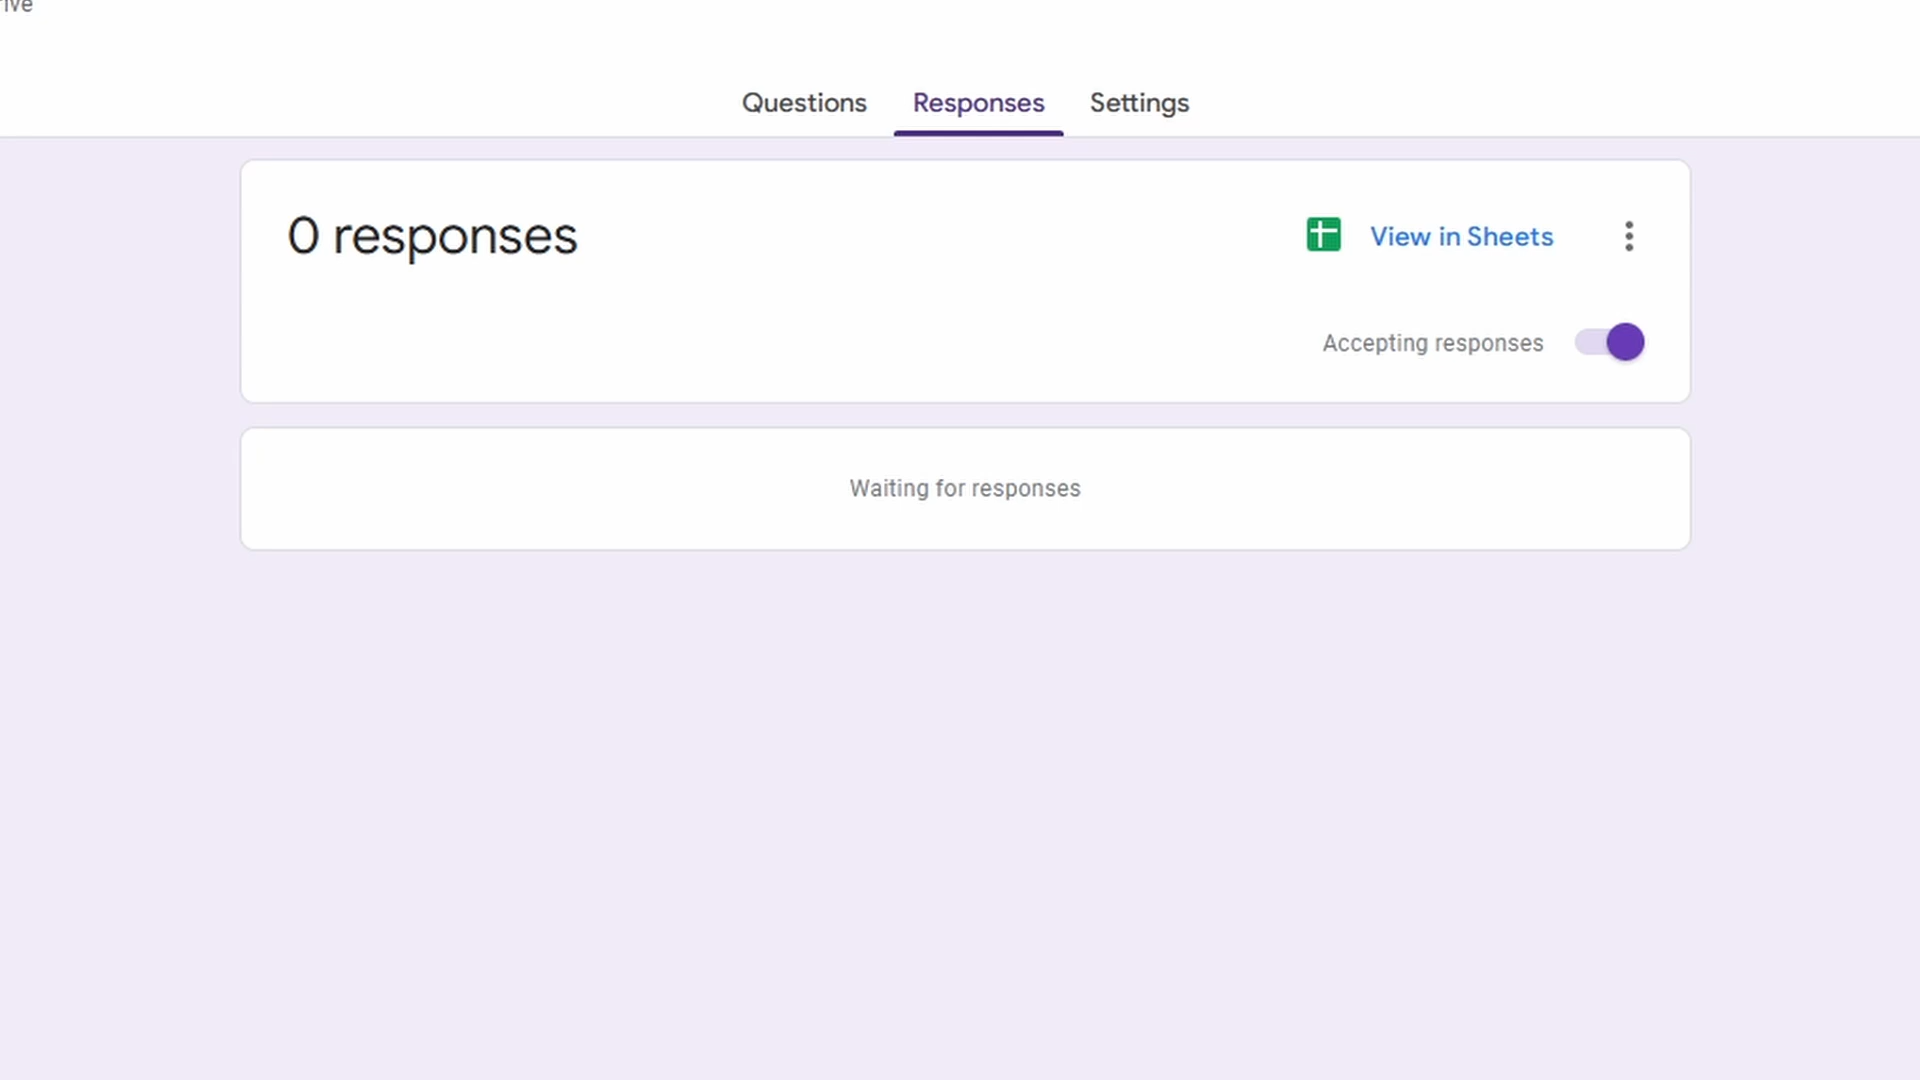 Questions Responses Settings
0 responses
View in Sheets
Accepting responses
Waiting for responses